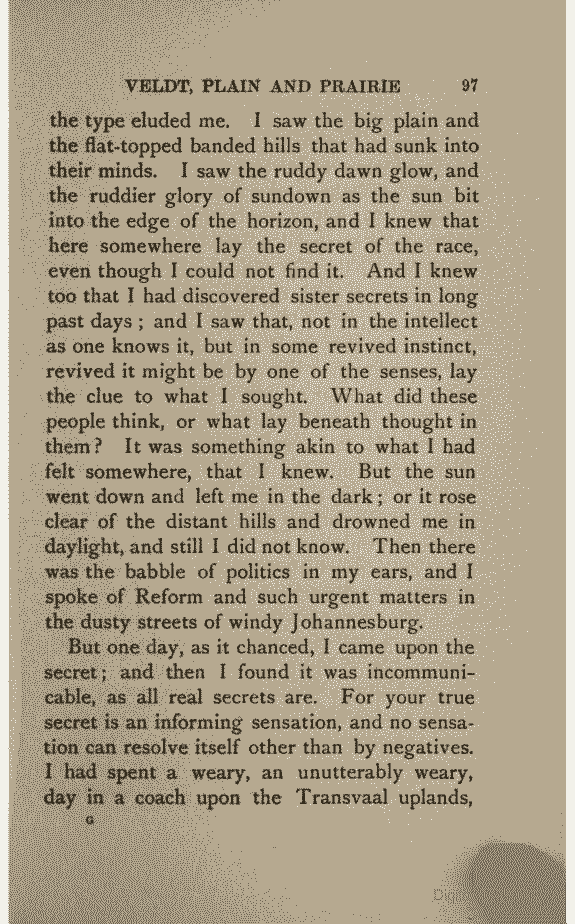 VELDT, PLAIN AND PRAIRIE 97
the type eluded me. I saw the big plain and
the flat-topped banded hills that had sunk into
their minds. I saw the ruddy dawn glow, and
the ruddier glory of sundown as the sun bit
into the edge of the horizon, and I knew that
here somewhere lay the secret of the race,
even though I could not find it. And I knew
too that I had discovered sister secrets in long
past days ; and I saw that, not in the intellect
as one knows it, but in some revived instinct,
revived it might be by one of the senses, lay
the clue to what I sought. What did these
people think, or what lay beneath thought in
them? It was something akin to what I had
felt somewhere, that I knew. But the sun
went down and left me in the dark ; or it rose
clear of the distant hills and drowned me in
daylight, and still I did not know. Then there
was the babble of politics in my ears, and I
spoke of Reform and such urgent matters in
the dusty streets of windy Johannesburg.
But one day, as it chanced, I came upon the
secret ; and then I found it was incommuni-
cable, as all real secrets are. For your true
secret is an informing sensation, and no sensa-
tion can resolve itself other than by negatives.
I had spent a weary, an unutterably weary,
day in a coach upon the Transvaal uplands,
G